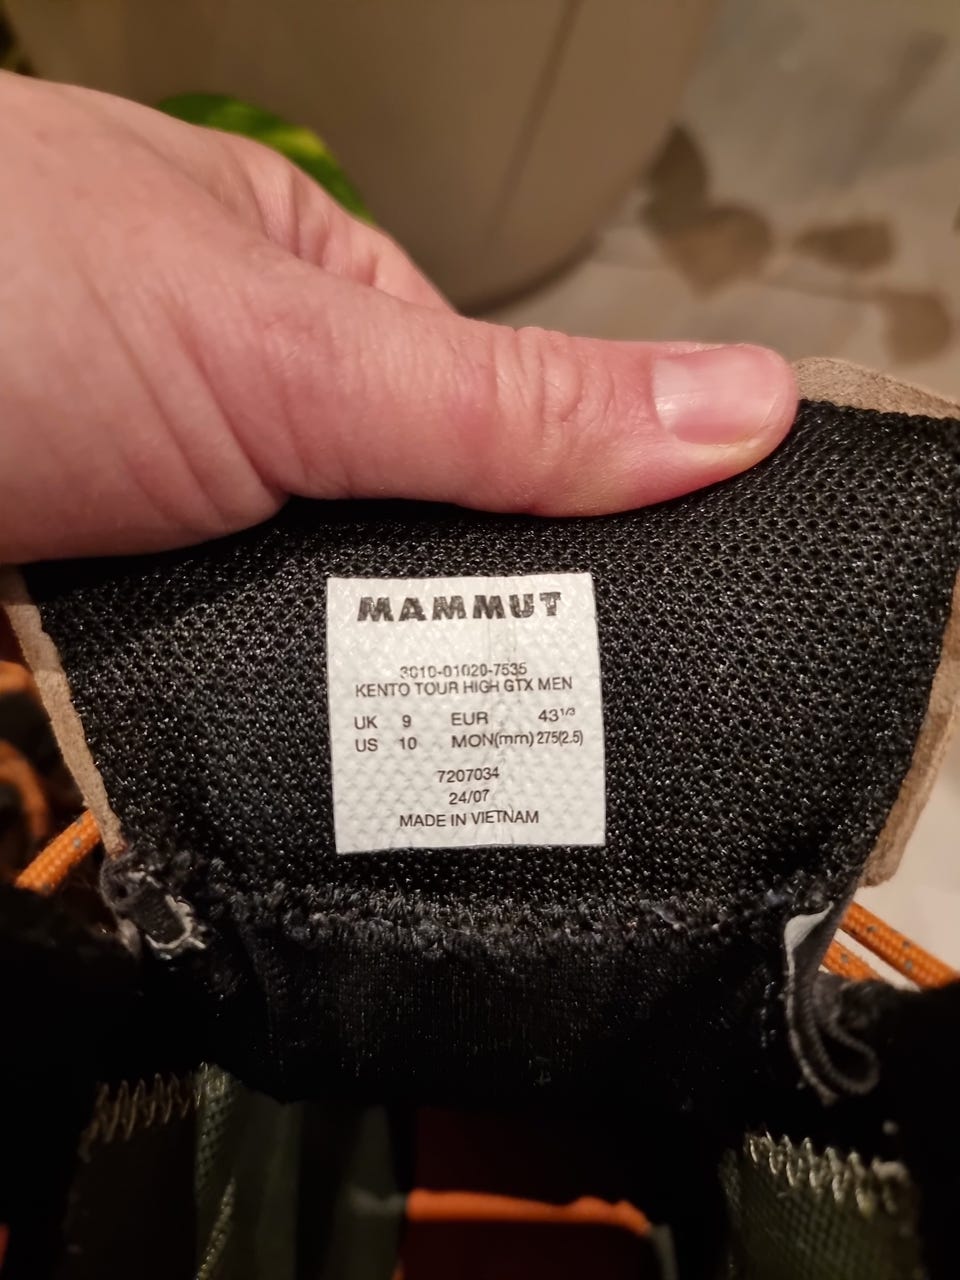 MAMMUT
3010-01020-7535
KENTO TOUR HIGH GTX MEN
UK 9 EUR 43 1/3
US 10 MON(mm) 275(2.5)
7207034
24/07
MADE IN VIETNAM